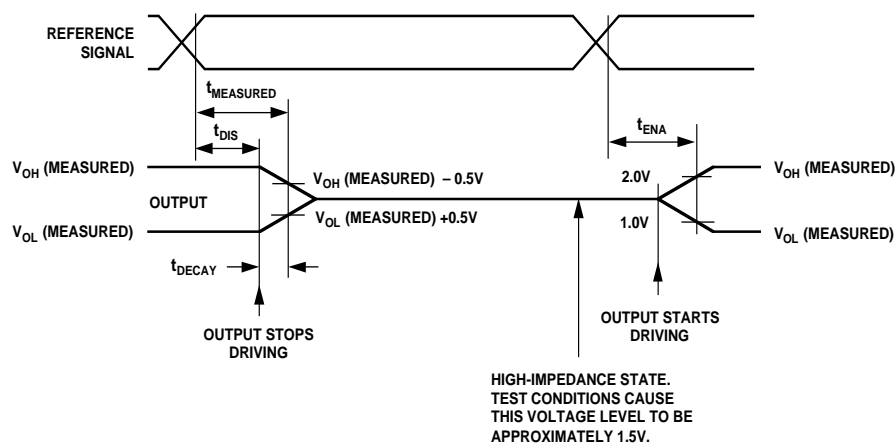 REFERENCE
SIGNAL
tMEASURED
tDIS
tENA
VOH (MEASURED)
VOH (MEASURED) – 0.5V
2.0V
VOH (MEASURED)
OUTPUT
VOL (MEASURED) +0.5V
1.0V
VOL (MEASURED)
VOL (MEASURED)
tDECAY
OUTPUT STOPS
DRIVING
OUTPUT STARTS
DRIVING
HIGH-IMPEDANCE STATE.
TEST CONDITIONS CAUSE
THIS VOLTAGE LEVEL TO BE
APPROXIMATELY 1.5V.